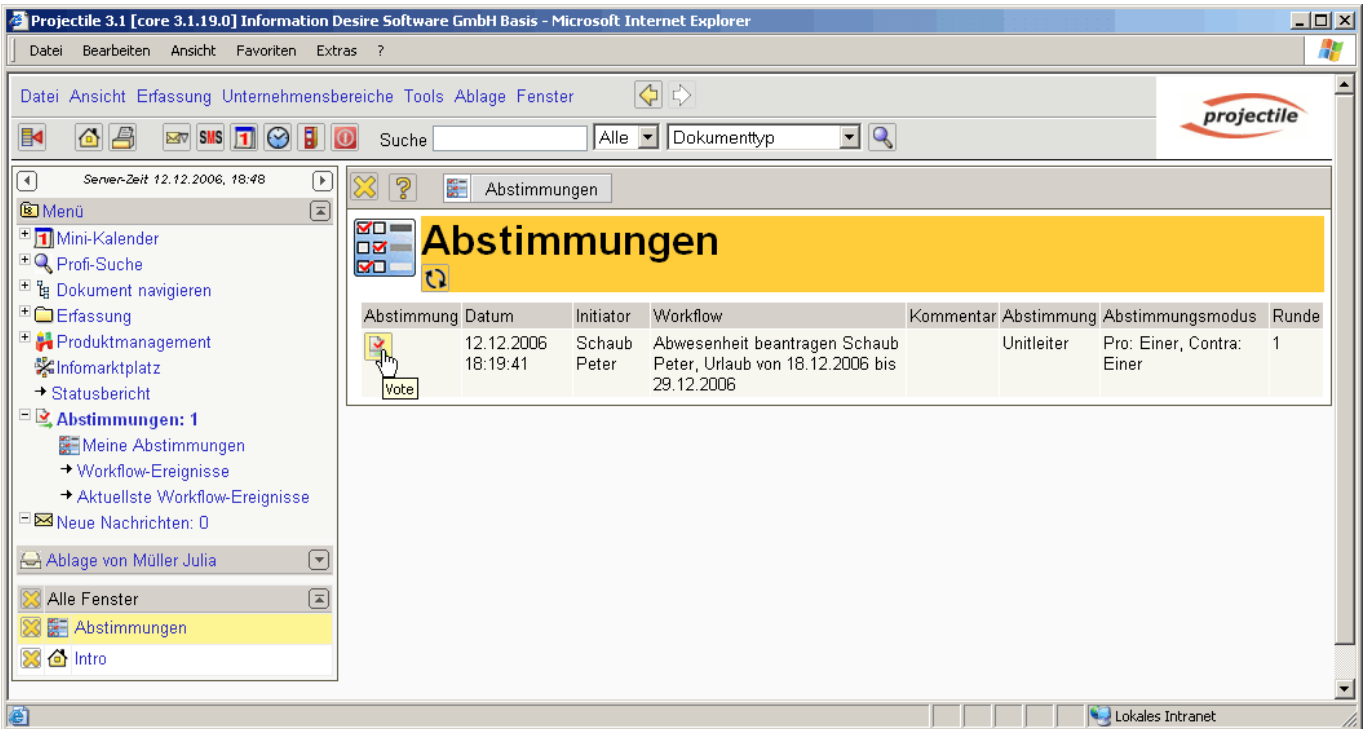 Projectile 3.1 [core 3.1.19.0] Information Desire Software GmbH Basis - Microsoft Internet Explorer
Datei Bearbeiten Ansicht Favoriten Extras ?
Datei Ansicht Erfassung Unternehmensbereiche Tools Ablage Fenster
projectile
SMS 1 Suche Alle Dokumenttyp
Server-Zeit 12.12.2006, 18:48
Menü
1 Mini-Kalender
Profi-Suche
Dokument navigieren
Erfassung
Produktmanagement
Infomarktplatz
Statusbericht
Abstimmungen: 1
Meine Abstimmungen
Workflow-Ereignisse
Aktuellste Workflow-Ereignisse
Neue Nachrichten: 0
Ablage von Müller Julia
Alle Fenster
Abstimmungen
Intro
? Abstimmungen
Abstimmungen
Abstimmung Datum Initiator Workflow Kommentar Abstimmung Abstimmungsmodus Runde
12.12.2006 Schaub Abwesenheit beantragen Schaub Unitleiter Pro: Einer, Contra: 1
18:19:41 Peter Peter, Urlaub von 18.12.2006 bis Einer
29.12.2006
Vote
Lokales Intranet